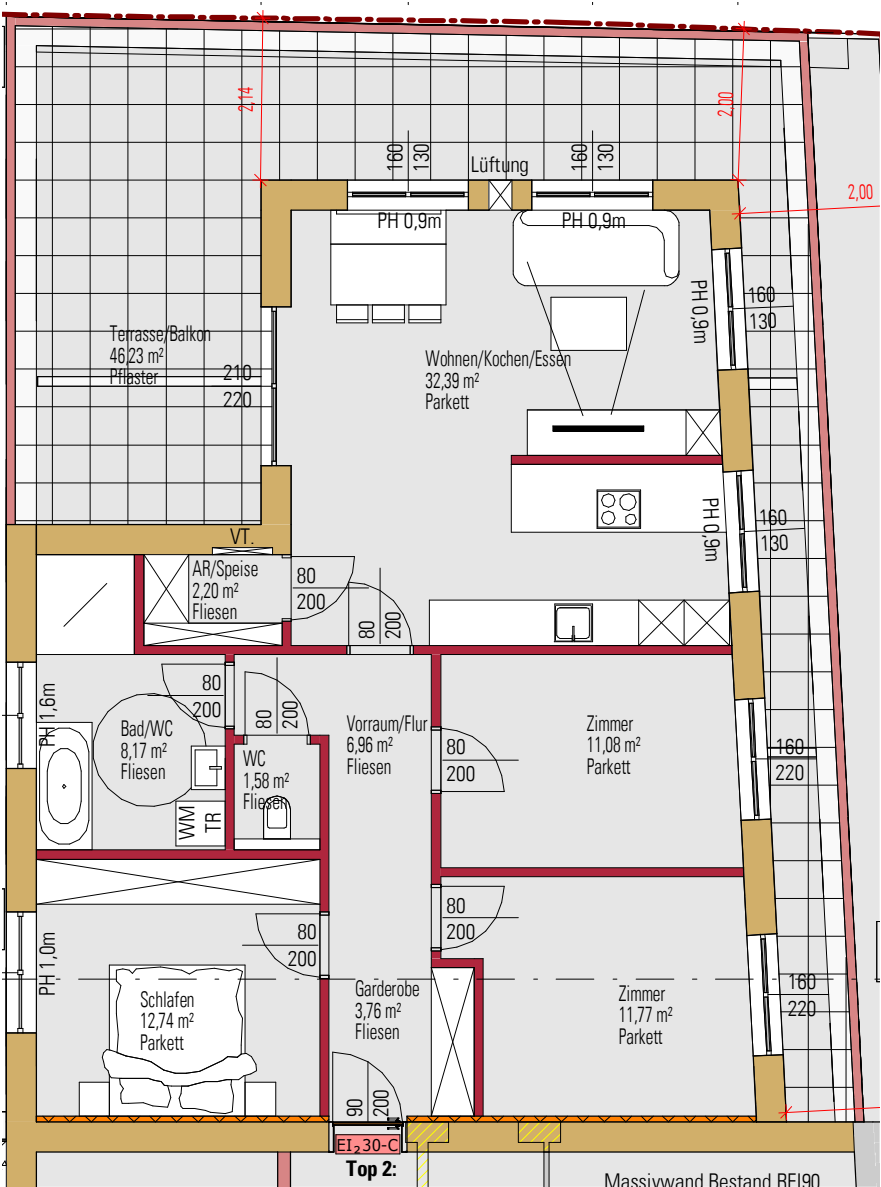 2,14
2,00
160
130
Lüftung
160
130
PH 0,9m
PH 0,9m
2,00
PH 0,9m
160
130
Terrasse/Balkon
46,23 m²
Pflaster
210
220
Wohnen/Kochen/Essen
32,39 m²
Parkett
PH 0,9m
160
130
VT.
AR/Speise
2,20 m²
Fliesen
80
200
80
200
PH 1,6m
80
200
80
200
Bad/WC
8,17 m²
Fliesen
WC
1,58 m²
Fliesen
WM
TR
Vorraum/Flur
6,96 m²
Fliesen
80
200
Zimmer
11,08 m²
Parkett
160
220
80
200
PH 1,0m
80
200
Schlafen
12,74 m²
Parkett
Garderobe
3,76 m²
Fliesen
Zimmer
11,77 m²
Parkett
160
220
90
200
EI₂30-C
Top 2:
Massivwand Bestand REI90